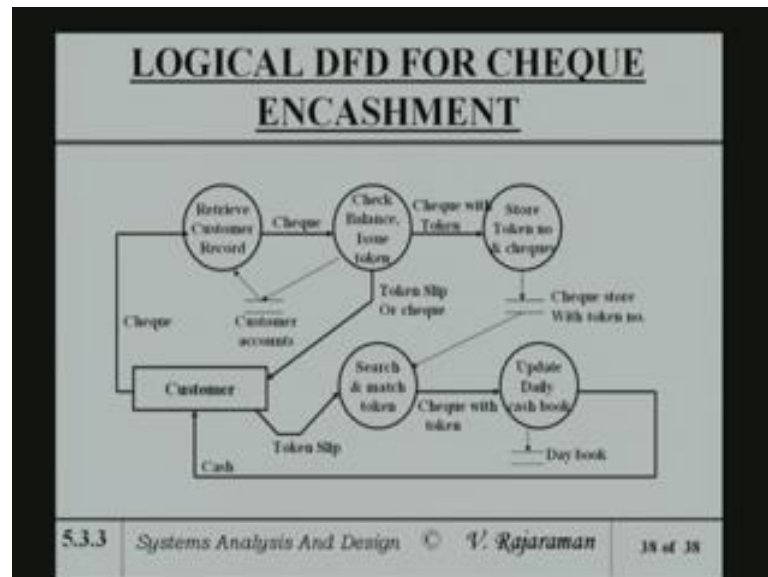 LOGICAL DFD FOR CHEQUE
ENCASHMENT
Retrieve
Customer
Record
Cheque
Check
Balance,
Issue
token
Cheque with
Token
Store
Token no
& cheques
Cheque
Customer
accounts
Token Slip
Or cheque
Cheque store
With token no.
Customer
Search
& match
token
Cheque with
token
Update
Daily
cash book
Token Slip
Day book
Cash
5.3.3
Systems Analysis And Design © V. Rajaraman
38 of 38